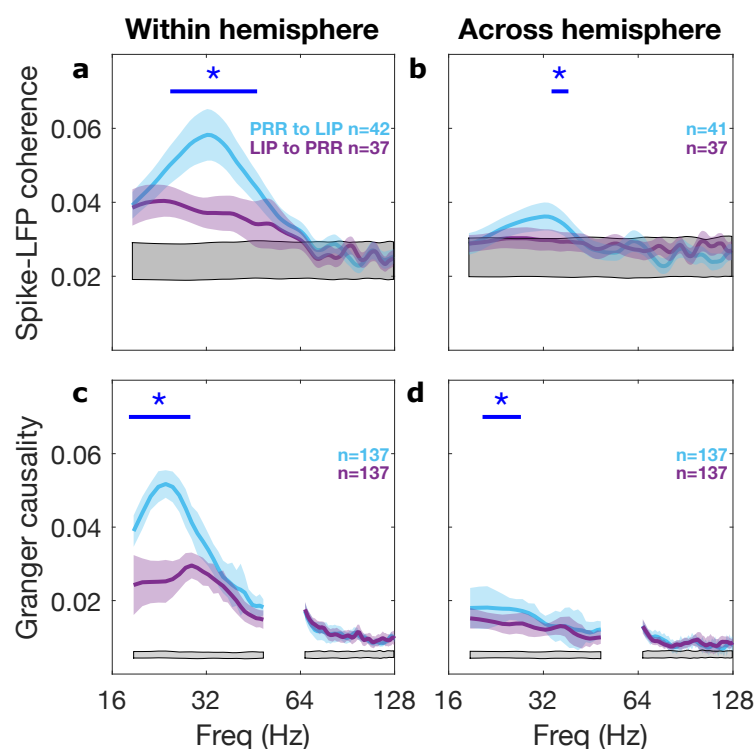 Within hemisphere
Across hemisphere
a
*
b
*
Spike-LFP coherence
0.06
0.04
0.02
PRR to LIP n=42
LIP to PRR n=37
n=41
n=37
c
*
d
*
Granger causality
0.06
0.04
0.02
n=137
n=137
n=137
n=137
16 32 64 128
16 32 64 128
Freq (Hz)
Freq (Hz)